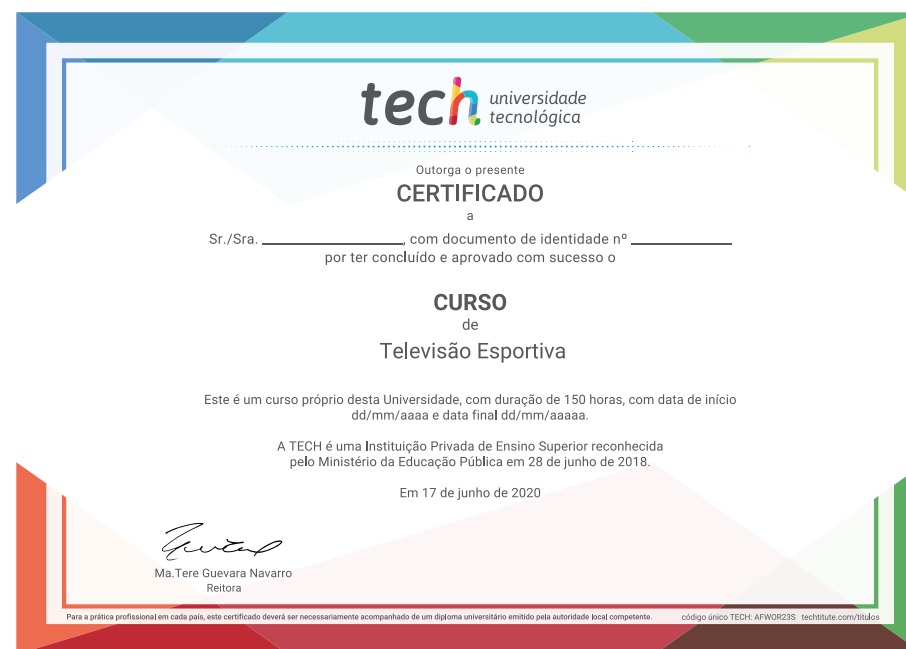 tech universidade
tecnológica
Outorga o presente
CERTIFICADO
a
Sr./Sra. ____________, com documento de identidade nº ____________
por ter concluído e aprovado com sucesso o
CURSO
de
Televisão Esportiva
Este é um curso próprio desta Universidade, com duração de 150 horas, com data de início
dd/mm/aaaa e data final dd/mm/aaaaa.
A TECH é uma Instituição Privada de Ensino Superior reconhecida
pelo Ministério da Educação Pública em 28 de junho de 2018.
Em 17 de junho de 2020
Ma.Tere Guevara Navarro
Reitora
Para a prática profissional em cada país, este certificado deverá ser necessariamente acompanhado de um diploma universitário emitido pela autoridade local competente. código único TECH: AFWOR23S techtitute.com/titulos